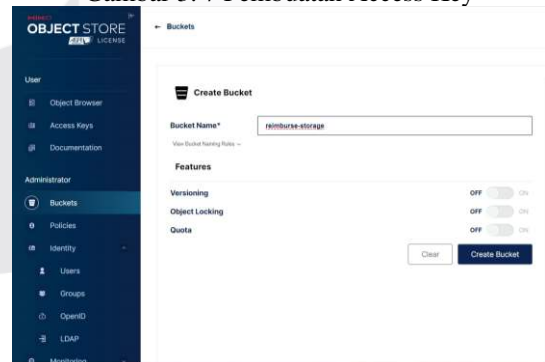 Gambar 3. 7 Pembuatan Access Key
OBJECT STORE
LICENSE
← Buckets
User
Object Browser
Access Keys
Documentation
Administrator
Buckets
Policies
Identity
Users
Groups
OpenID
LDAP
Monitoring
Create Bucket
Bucket Name*
reimburse-storage
View Bucket Naming Rules
Features
Versioning
OFF ON
Object Locking
OFF ON
Quota
OFF ON
Clear
Create Bucket